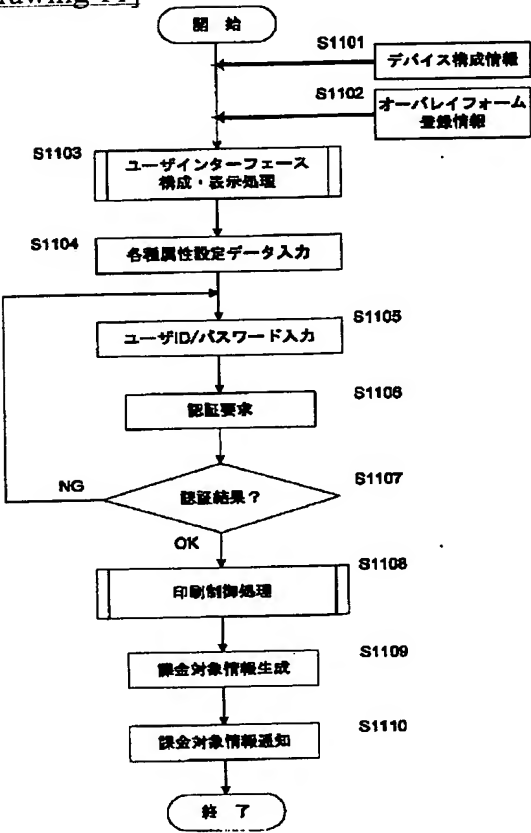 開 始
S1101
デバイス構成情報
S1102
オーバレイフォーム
登録情報
S1103
ユーザインターフェース
構成・表示処理
S1104
各種属性設定データ入力
S1105
ユーザID/パスワード入力
S1106
認証要求
S1107
認証結果？
NG
OK
S1108
印刷制御処理
S1109
課金対象情報生成
S1110
課金対象情報通知
終 了